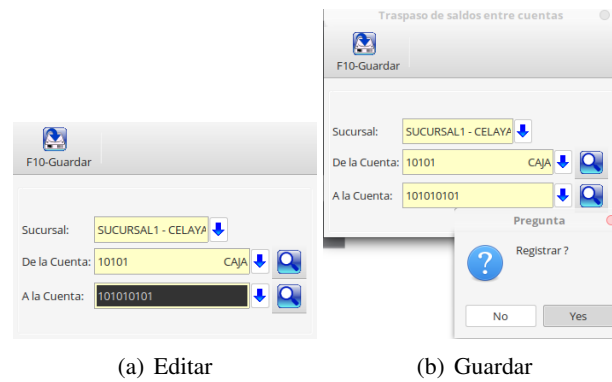 F10-Guardar
Sucursal: SUCURSAL1 - CELAYA
De la Cuenta: 10101 CAJA
A la Cuenta: 101010101
(a) Editar
Traspaso de saldos entre cuentas
F10-Guardar
Sucursal: SUCURSAL1 - CELAYA
De la Cuenta: 10101 CAJA
A la Cuenta: 101010101
Pregunta
Registrar ?
No Yes
(b) Guardar